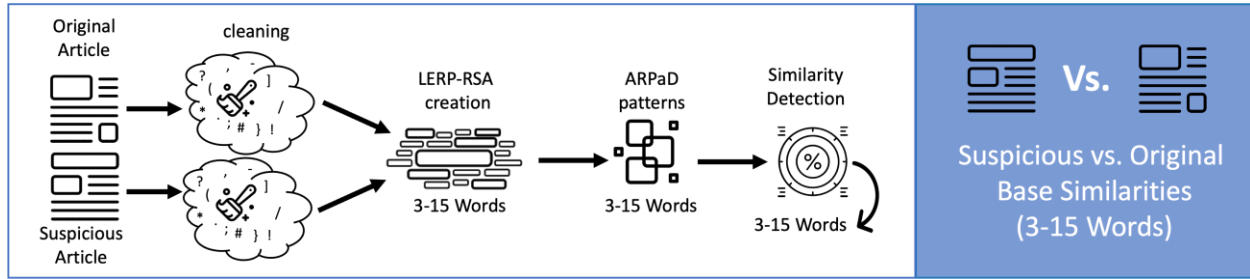 Original
Article
cleaning
Suspicious
Article
LERP-RSA
creation
3-15 Words
ARPaD
patterns
3-15 Words
Similarity
Detection
%
3-15 Words
Vs.
Suspicious vs. Original
Base Similarities
(3-15 Words)